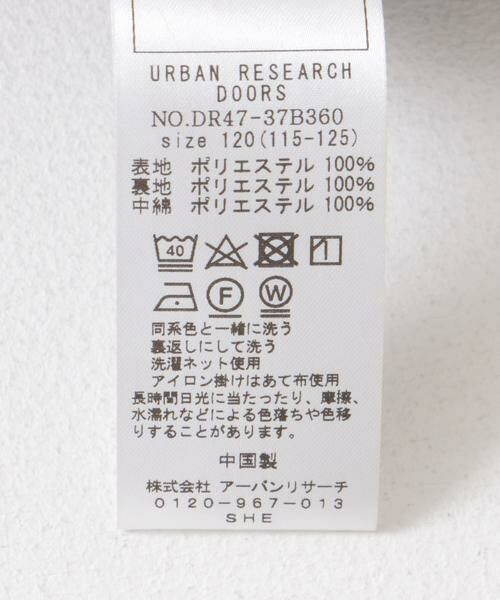 URBAN RESEARCH
DOORS
NO.DR47-37B360
size 120(115-125)
表地 ポリエステル 100%
裏地 ポリエステル 100%
中綿 ポリエステル 100%
40
F W
同系色と一緒に洗う
裏返しにして洗う
洗濯ネット使用
アイロン掛けはあて布使用
長時間日光に当たったり、摩擦、
水濡れなどによる色落ちや色移
りすることがあります。
中国製
株式会社 アーバンリサーチ
0120-967-013
SHE